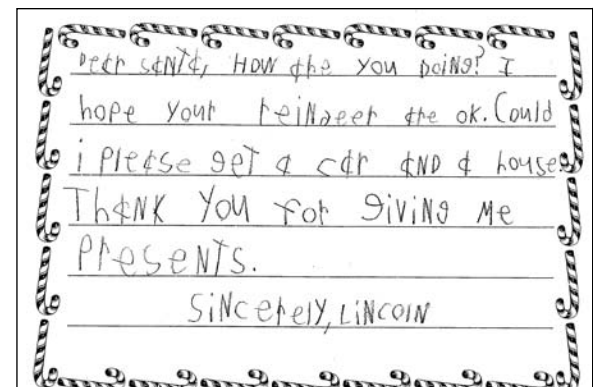 Dear SANTA, HOW Are YOU DOiNg? I
hope Your reiNDeer Are ok. Could
i PleAse geT a cAr AND A house.
ThANK YOU For giViNg Me
PreseNTs.
SiNcerelY, LiNcolN